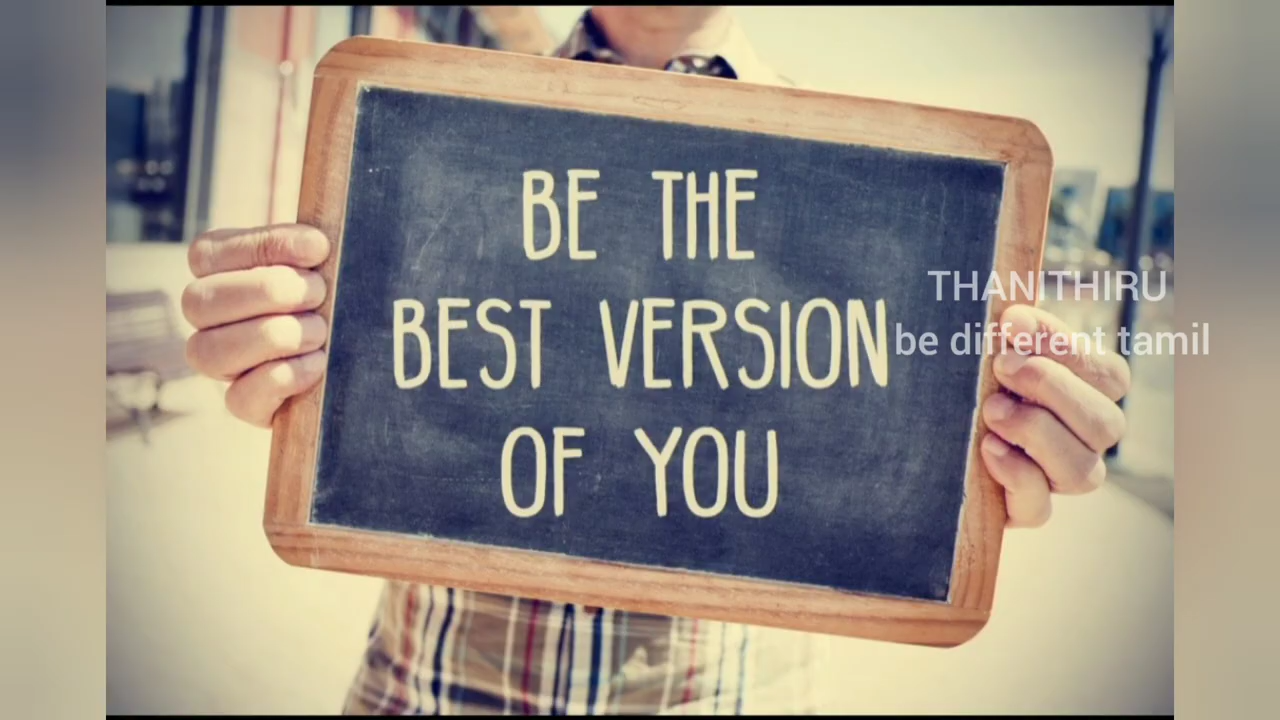 BE THE
BEST VERSION
OF YOU
THANITHIRU
be different tamil